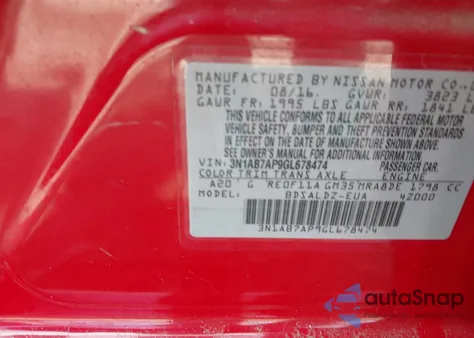 MANUFACTURED BY NISSAN MOTOR CO.,
DATE: 08/16. GVWR: 3823
GAWR FR: 1995 LBS GAWR RR: 1841
THIS VEHICLE CONFORMS TO ALL APPLICABLE FEDERAL MOTOR
VEHICLE SAFETY, BUMPER AND THEFT PREVENTION STANDARDS
IN EFFECT ON THE DATE OF MANUFACTURE SHOWN ABOVE.
SEE OWNER'S MANUAL FOR ADDITIONAL INFORMATION
VIN: 3N1AB7AP9GL678474 PASSENGER CAR.
COLOR TRIM TRANS AXLE ENGINE
A20 G RE0F11A GM35 MRA8DE 1798 CC
MODEL: BDSALDZ-EUA 4Z000
3N1AB7AP9GL678474
autoSnap